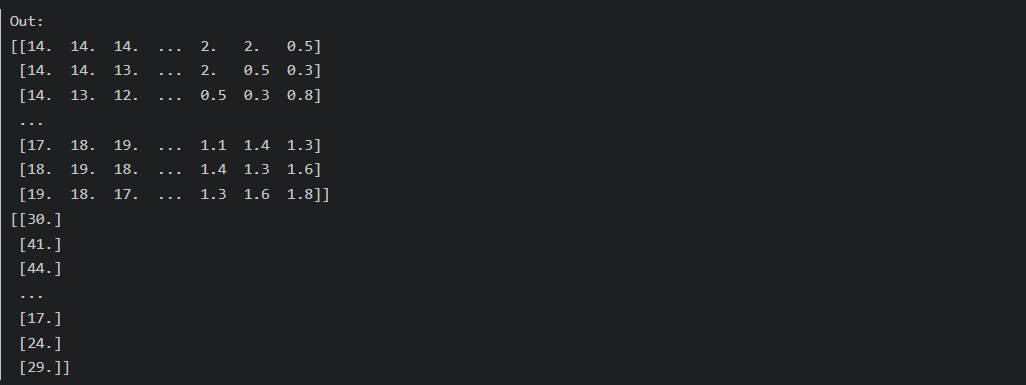 Out:
[[14.  14.  14.  ...  2.   2.   0.5]
 [14.  14.  13.  ...  2.   0.5  0.3]
 [14.  13.  12.  ...  0.5  0.3  0.8]
 ...
 [17.  18.  19.  ...  1.1  1.4  1.3]
 [18.  19.  18.  ...  1.4  1.3  1.6]
 [19.  18.  17.  ...  1.3  1.6  1.8]]
[[30.]
 [41.]
 [44.]
 ...
 [17.]
 [24.]
 [29.]]